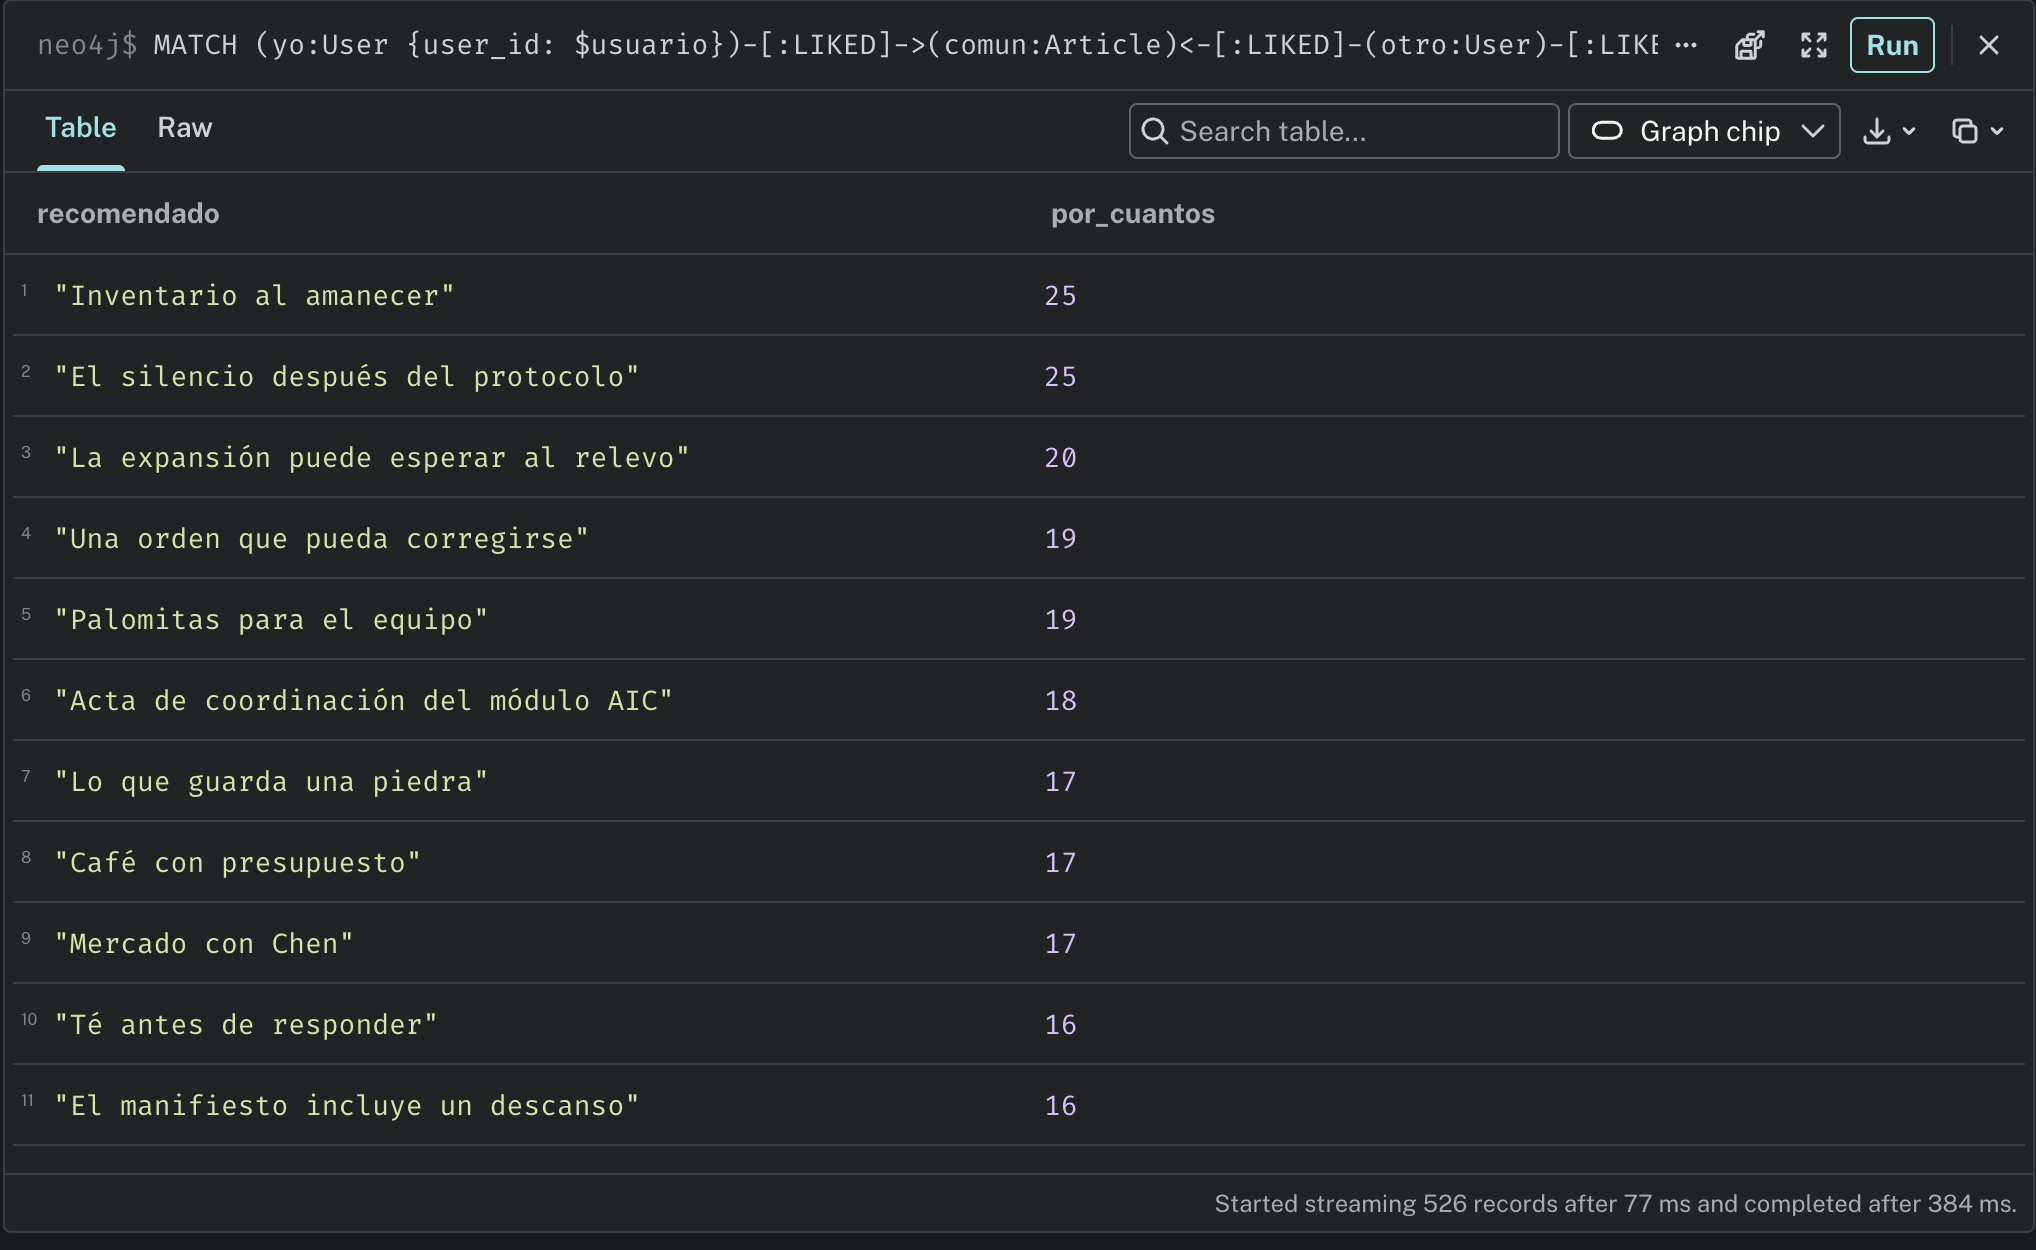 neo4j$ MATCH (yo:User {user_id: $usuario})-[:LIKED]->(comun:Article)<-[:LIKED]-(otro:User)-[:LIKE ··· Run
Table Raw Search table... Graph chip
recomendado por_cuantos
1 "Inventario al amanecer" 25
2 "El silencio después del protocolo" 25
3 "La expansión puede esperar al relevo" 20
4 "Una orden que pueda corregirse" 19
5 "Palomitas para el equipo" 19
6 "Acta de coordinación del módulo AIC" 18
7 "Lo que guarda una piedra" 17
8 "Café con presupuesto" 17
9 "Mercado con Chen" 17
10 "Té antes de responder" 16
11 "El manifiesto incluye un descanso" 16
Started streaming 526 records after 77 ms and completed after 384 ms.